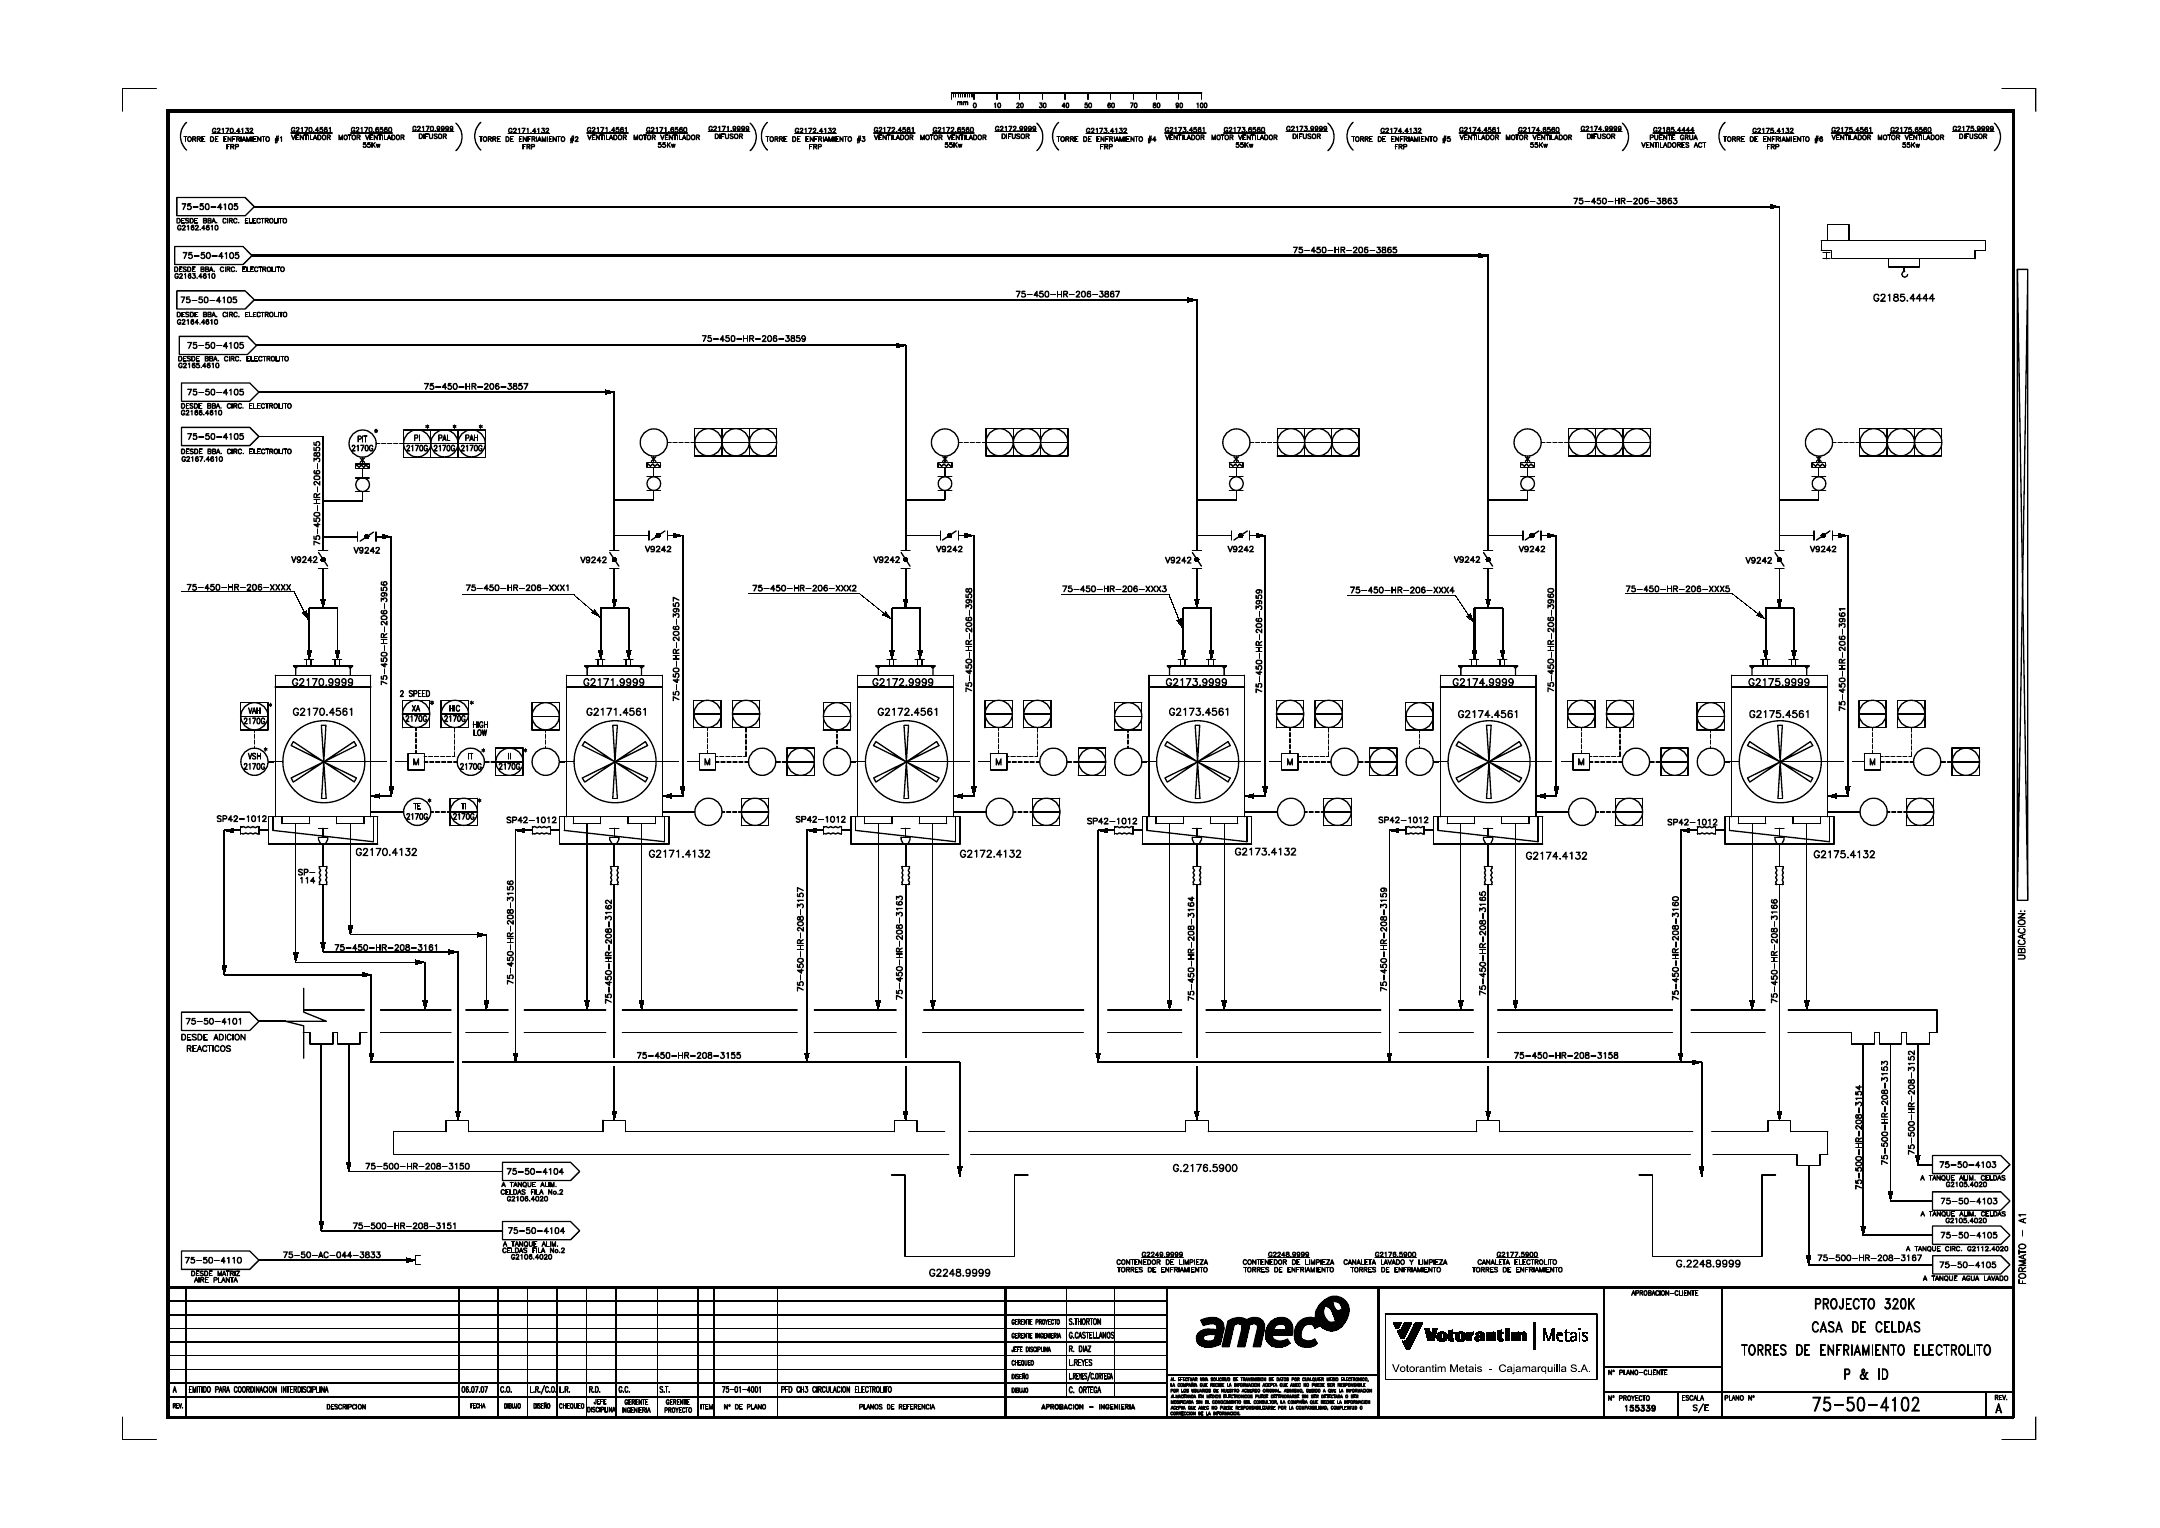 mm 0 10 20 30 40 50 60 70 80 90 100
G2170.4132 G2170.4561 G2170.6560 G2170.9999
TORRE DE ENFRIAMIENTO #1 VENTILADOR MOTOR VENTILADOR DIFUSOR
FRP 55Kw
G2171.4132 G2171.4561 G2171.6560 G2171.9999
TORRE DE ENFRIAMIENTO #2 VENTILADOR MOTOR VENTILADOR DIFUSOR
FRP 55Kw
G2172.4132 G2172.4561 G2172.6560 G2172.9999
TORRE DE ENFRIAMIENTO #3 VENTILADOR MOTOR VENTILADOR DIFUSOR
FRP 55Kw
G2173.4132 G2173.4561 G2173.6560 G2173.9999
TORRE DE ENFRIAMIENTO #4 VENTILADOR MOTOR VENTILADOR DIFUSOR
FRP 55Kw
G2174.4132 G2174.4561 G2174.6560 G2174.9999
TORRE DE ENFRIAMIENTO #5 VENTILADOR MOTOR VENTILADOR DIFUSOR
FRP 55Kw
G2185.4444
PUENTE GRUA
VENTILADORES ACT
G2175.4132 G2175.4561 G2175.6560 G2175.9999
TORRE DE ENFRIAMIENTO #6 VENTILADOR MOTOR VENTILADOR DIFUSOR
FRP 55Kw
75-50-4105
DESDE BBA. CIRC. ELECTROLITO
G2162.4610
75-450-HR-206-3863
75-50-4105
DESDE BBA. CIRC. ELECTROLITO
G2163.4610
75-450-HR-206-3865
75-50-4105
DESDE BBA. CIRC. ELECTROLITO
G2164.4610
75-450-HR-206-3867
G2185.4444
75-50-4105
DESDE BBA. CIRC. ELECTROLITO
G2165.4610
75-450-HR-206-3859
75-50-4105
DESDE BBA. CIRC. ELECTROLITO
G2166.4610
75-450-HR-206-3857
75-50-4105
DESDE BBA. CIRC. ELECTROLITO
G2167.4610
75-450-HR-206-3855
PIT 2170G *
PI 2170G * PAL 2170G * PAH 2170G *
V9242 V9242 V9242 V9242 V9242 V9242
V9242 V9242 V9242 V9242 V9242 V9242
75-450-HR-206-XXXX
75-450-HR-206-XXX1
75-450-HR-206-XXX2
75-450-HR-206-XXX3
75-450-HR-206-XXX4
75-450-HR-206-XXX5
75-450-HR-206-3956
75-450-HR-206-3957
75-450-HR-206-3958
75-450-HR-206-3959
75-450-HR-206-3960
75-450-HR-206-3961
G2170.9999 G2171.9999 G2172.9999 G2173.9999 G2174.9999 G2175.9999
G2170.4561 G2171.4561 G2172.4561 G2173.4561 G2174.4561 G2175.4561
2 SPEED
VAH 2170G *
XA 2170G *
HIC 2170G *
HIGH
LOW
VSH 2170G *
M
IT 2170G *
II 2170G *
M M M M M
TE 2170G *
TI 2170G *
SP42-1012 SP42-1012 SP42-1012 SP42-1012 SP42-1012 SP42-1012
G2170.4132 G2171.4132 G2172.4132 G2173.4132 G2174.4132 G2175.4132
SP-
114
75-450-HR-208-3161
75-450-HR-208-3156
75-450-HR-208-3162
75-450-HR-208-3157
75-450-HR-208-3163
75-450-HR-208-3164
75-450-HR-208-3159
75-450-HR-208-3165
75-450-HR-208-3160
75-450-HR-208-3166
75-50-4101
DESDE ADICION
REACTICOS
75-450-HR-208-3155
75-450-HR-208-3158
75-500-HR-208-3154
75-500-HR-208-3153
75-500-HR-208-3152
75-500-HR-208-3150
75-50-4104
A TANQUE ALIM.
CELDAS FILA No.2
G2106.4020
75-500-HR-208-3151
75-50-4104
A TANQUE ALIM.
CELDAS FILA No.2
G2106.4020
75-50-4110
DESDE MATRIZ
AIRE PLANTA
75-50-AC-044-3833
G.2176.5900
G2248.9999
G.2248.9999
75-50-4103
A TANQUE ALIM. CELDAS
G2105.4020
75-50-4103
A TANQUE ALIM. CELDAS
G2105.4020
75-50-4105
A TANQUE CIRC. G2112.4020
75-500-HR-208-3167
75-50-4105
A TANQUE AGUA LAVADO
G2249.9999
CONTENEDOR DE LIMPIEZA
TORRES DE ENFRIAMIENTO
G2248.9999
CONTENEDOR DE LIMPIEZA
TORRES DE ENFRIAMIENTO
G2176.5900
CANALETA LAVADO Y LIMPIEZA
TORRES DE ENFRIAMIENTO
G2177.5900
CANALETA ELECTROLITO
TORRES DE ENFRIAMIENTO
UBICACION:
FORMATO - A1
A EMITIDO PARA COORDINACION INTERDISCIPLINA 06.07.07 C.O. L.R./C.O. L.R. R.D. G.C. S.T. 75-01-4001 PFD CH3 CIRCULACION ELECTROLITO
REV. DESCRIPCION FECHA DIBUJO DISEÑO CHEQUEO JEFE DISCIPLINA GERENTE INGENIERIA GERENTE PROYECTO ITEM N° DE PLANO PLANOS DE REFERENCIA
GERENTE PROYECTO S.THORTON
GERENTE INGENIERIA G.CASTELLANOS
JEFE DISCIPLINA R. DIAZ
CHEQUEO L.REYES
DISEÑO L.REYES/C.ORTEGA
DIBUJO C. ORTEGA
APROBACION - INGENIERIA
amec
Votorantim | Metais
Votorantim Metais - Cajamarquilla S.A.
APROBACION-CLIENTE
N° PLANO-CLIENTE
N° PROYECTO
155339
ESCALA
S/E
PROJECTO 320K
CASA DE CELDAS
TORRES DE ENFRIAMIENTO ELECTROLITO
P & ID
PLANO N°
75-50-4102
REV.
A